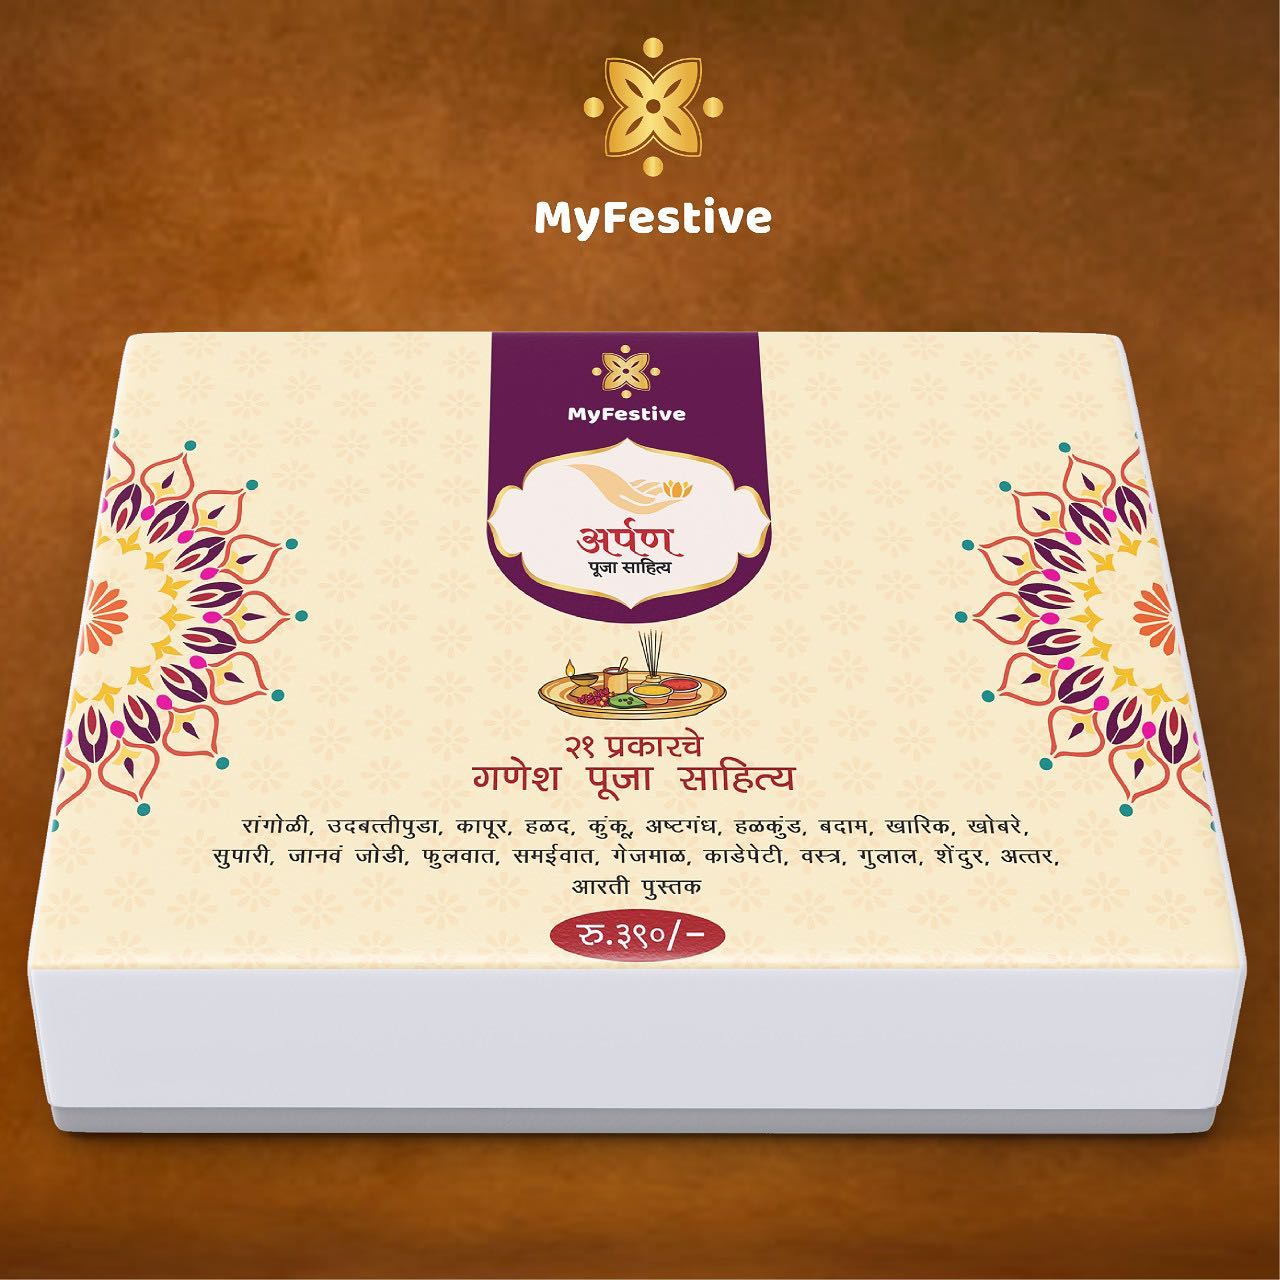 MyFestive
MyFestive
अर्पण
पूजा साहित्य
२१ प्रकारचे
गणेश पूजा साहित्य
रांगोळी, उदबत्तीपुडा, कापूर, हळद, कुंकू, अष्टगंध, हळकुंड, बदाम, खारिक, खोबरे,
सुपारी, जानवं जोडी, फुलवात, समईवात, गेजमाळ, काडेपेटी, वस्त्र, गुलाल, शेंदुर, अत्तर,
आरती पुस्तक
रु.३९०/-